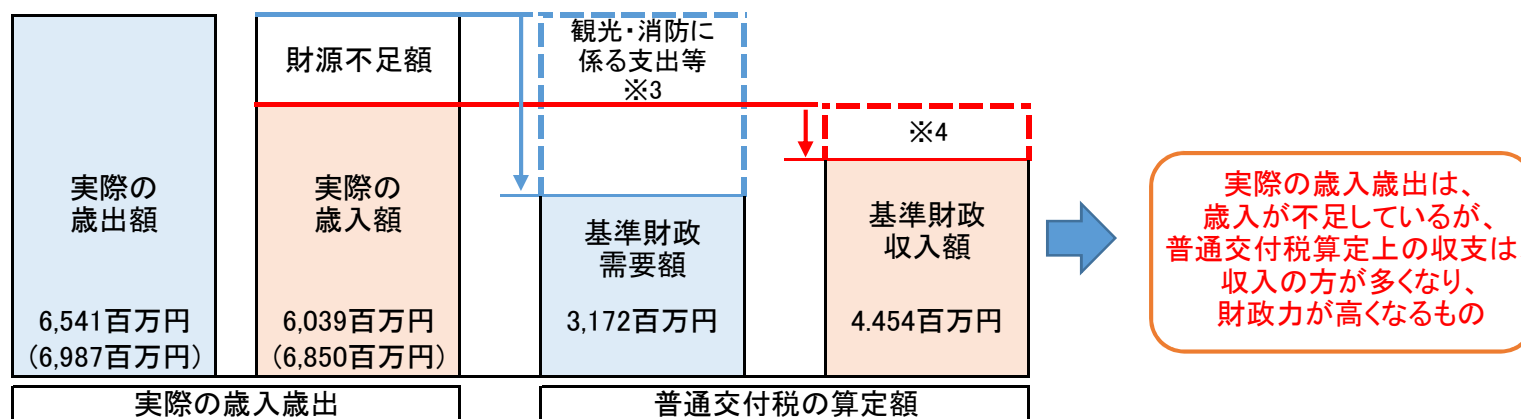 実際の
歳出額
6,541百万円
(6,987百万円)
財源不足額
実際の
歳入額
6,039百万円
(6,850百万円)
実際の歳入歳出
観光・消防に
係る支出等
※3
基準財政
需要額
3,172百万円
※4
基準財政
収入額
4.454百万円
普通交付税の算定額
実際の歳入歳出は、
歳入が不足しているが、
普通交付税算定上の収支は
収入の方が多くなり、
財政力が高くなるもの